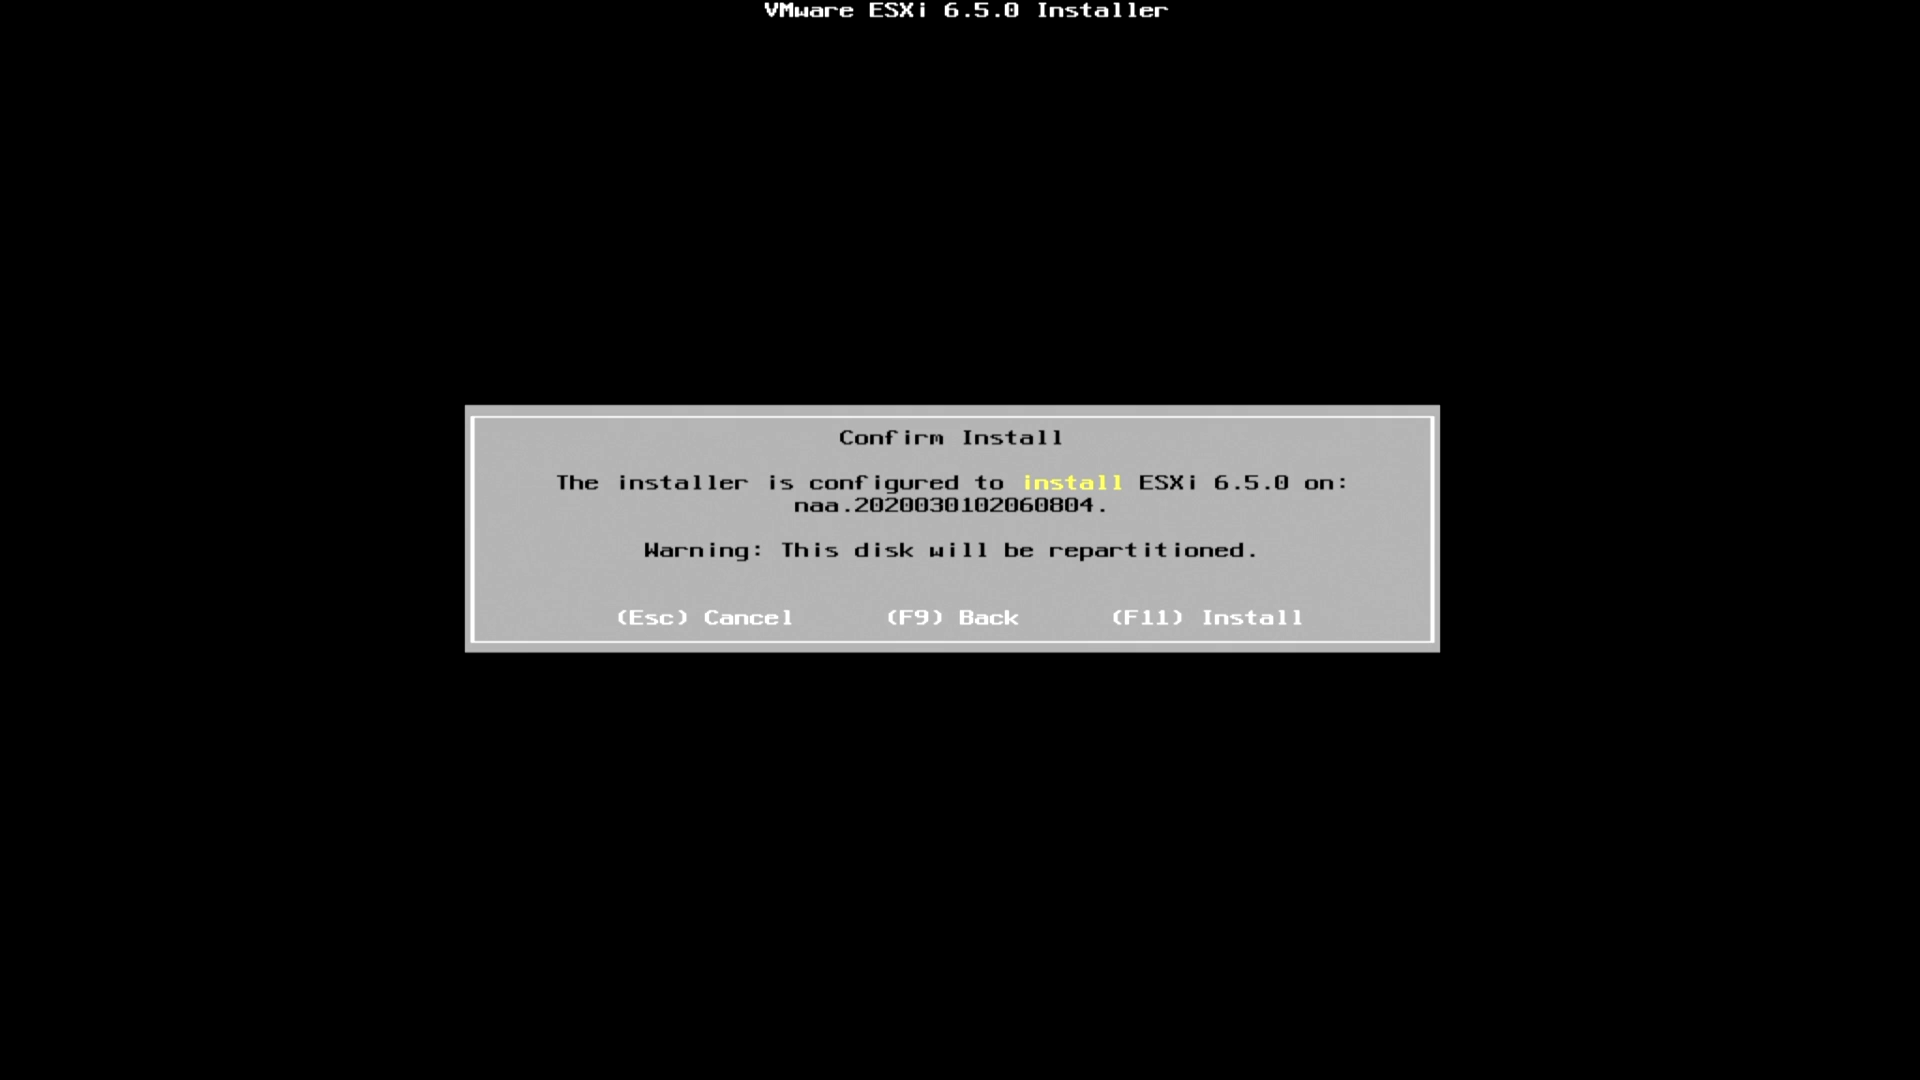 VMware ESXi 6.5.0 Installer
Confirm Install
The installer is configured to install ESXi 6.5.0 on:
naa.2020030102060804.
Warning: This disk will be repartitioned.
(Esc) Cancel (F9) Back (F11) Install